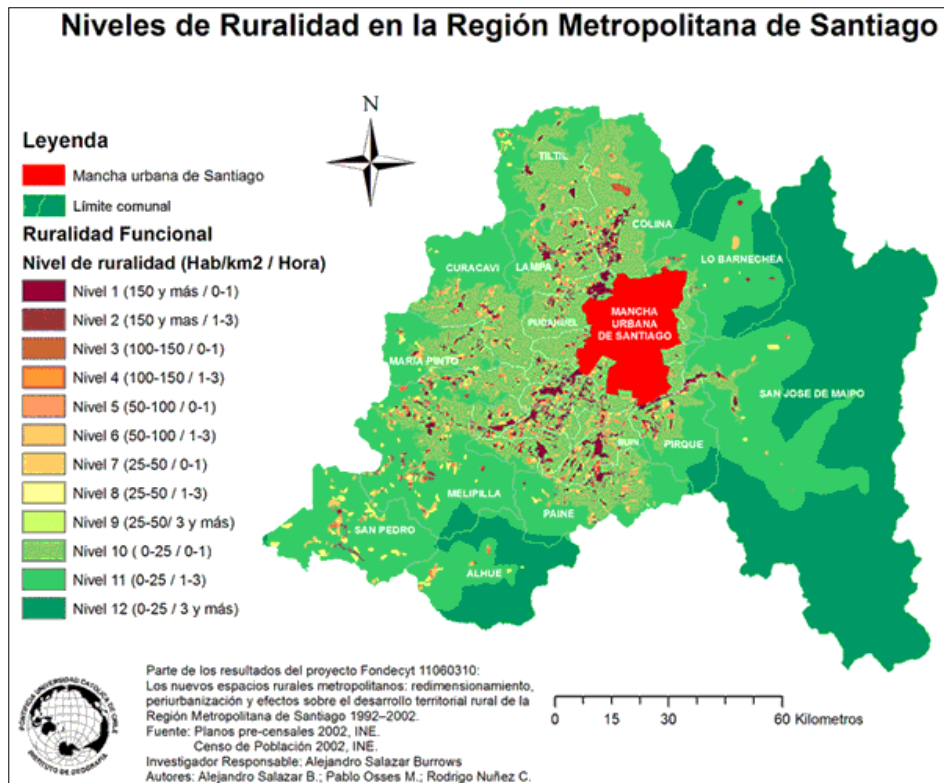 Niveles de Ruralidad en la Región Metropolitana de Santiago
N
Leyenda
Mancha urbana de Santiago
Límite comunal
Ruralidad Funcional
Nivel de ruralidad (Hab/km2 / Hora)
Nivel 1 (150 y más / 0-1)
Nivel 2 (150 y mas / 1-3)
Nivel 3 (100-150 / 0-1)
Nivel 4 (100-150 / 1-3)
Nivel 5 (50-100 / 0-1)
Nivel 6 (50-100 / 1-3)
Nivel 7 (25-50 / 0-1)
Nivel 8 (25-50 / 1-3)
Nivel 9 (25-50/ 3 y más)
Nivel 10 ( 0-25 / 0-1)
Nivel 11 (0-25 / 1-3)
Nivel 12 (0-25 / 3 y más)
TILTIL
COLINA
LO BARNECHEA
CURACAVI
LAMPA
PUDAHUEL
MANCHA
URBANA
DE SANTIAGO
MARIA PINTO
SAN JOSE DE MAIPO
BUIN
PIRQUE
MELIPILLA
PAINE
SAN PEDRO
ALHUE
PONTIFICIA UNIVERSIDAD CATOLICA DE CHILE
INSTITUTO DE GEOGRAFIA
Parte de los resultados del proyecto Fondecyt 11060310:
Los nuevos espacios rurales metropolitanos: redimensionamiento,
periurbanización y efectos sobre el desarrollo territorial rural de la
Región Metropolitana de Santiago 1992–2002.
Fuente: Planos pre-censales 2002, INE.
Censo de Población 2002, INE.
Investigador Responsable: Alejandro Salazar Burrows
Autores: Alejandro Salazar B.; Pablo Osses M.; Rodrigo Nuñez C.
0 15 30 60 Kilometros